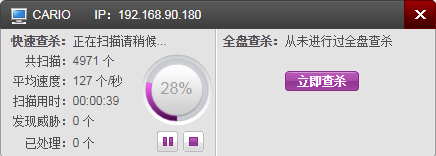 CARIO IP：192.168.90.180
快速查杀：正在扫描请稍候...
共扫描：4971 个
平均速度：127 个/秒
扫描用时：00:00:39
发现威胁：0 个
已处理：0 个
28%
全盘查杀：从未进行过全盘查杀
立即查杀